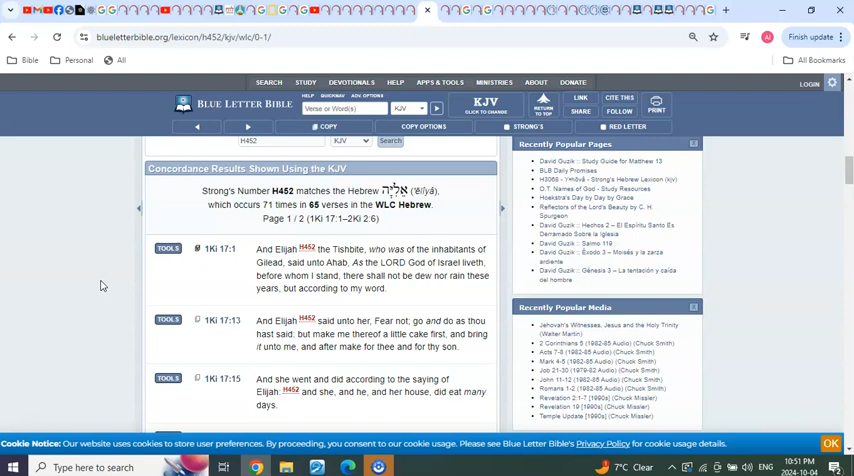 Finish update
blueletterbible.org/lexicon/h452/kjv/wlc/0-1/
Bible
Personal
All
All Bookmarks
SEARCH STUDY DEVOTIONALS HELP APPS & TOOLS MINISTRIES ABOUT DONATE
LOGIN
BLUE LETTER BIBLE
HELP QUICKNAV ADV. OPTIONS
Verse or Word(s)
KJV
KJV
CLICK TO CHANGE
RETURN
TO TOP
LINK
SHARE
CITE THIS
FOLLOW
PRINT
COPY
COPY OPTIONS
STRONG'S
RED LETTER
H452
KJV
Search
Concordance Results Shown Using the KJV
Strong's Number H452 matches the Hebrew אֵלִיָּה ('ēlîyâ),
which occurs 71 times in 65 verses in the WLC Hebrew.
Page 1 / 2 (1Ki 17:1–2Ki 2:6)
TOOLS
1Ki 17:1
And Elijah H452 the Tishbite, who was of the inhabitants of
Gilead, said unto Ahab, As the LORD God of Israel liveth,
before whom I stand, there shall not be dew nor rain these
years, but according to my word.
TOOLS
1Ki 17:13
And Elijah H452 said unto her, Fear not; go and do as thou
hast said: but make me thereof a little cake first, and bring
it unto me, and after make for thee and for thy son.
TOOLS
1Ki 17:15
And she went and did according to the saying of
Elijah: H452 and she, and he, and her house, did eat many
days.
Recently Popular Pages
David Guzik :: Study Guide for Matthew 13
BLB Daily Promises
- Strong's Hebrew Lexicon (kjv)
O.T. Names of God - Study Resources
Hoekstra's Day by Day by Grace
Reflectors of the Lord's Beauty by C. H.
Spurgeon
David Guzik :: Hechos 2 - El Espíritu Santo Es
Derramado Sobre la Iglesia
David Guzik :: Salmo 119
David Guzik :: Éxodo 3 – Moisés y la zarza
ardiente
David Guzik :: Génesis 3 - La tentación y caída
del hombre
Recently Popular Media
Jehovah's Witnesses, Jesus and the Holy Trinity
(Walter Martin)
2 Corinthians 5 (1982-85 Audio) (Chuck Smith)
Acts 7-8 (1982-85 Audio) (Chuck Smith)
Mark 4-5 (1982-85 Audio) (Chuck Smith)
Job 21-30 (1979-82 Audio) (Chuck Smith)
John 11-12 (1982-85 Audio) (Chuck Smith)
Romans 1-2 (1982-85 Audio) (Chuck Smith)
Revelation 2:1-7 [1990s] (Chuck Missler)
Revelation 19 [1990s] (Chuck Missler)
Temple Update [1990s] (Chuck Missler)
Cookie Notice: Our website uses cookies to store user preferences. By proceeding, you consent to our cookie usage. Please see Blue Letter Bible's Privacy Policy for cookie usage details.
OK
Type here to search
7°C Clear
10:51 PM
2024-10-04